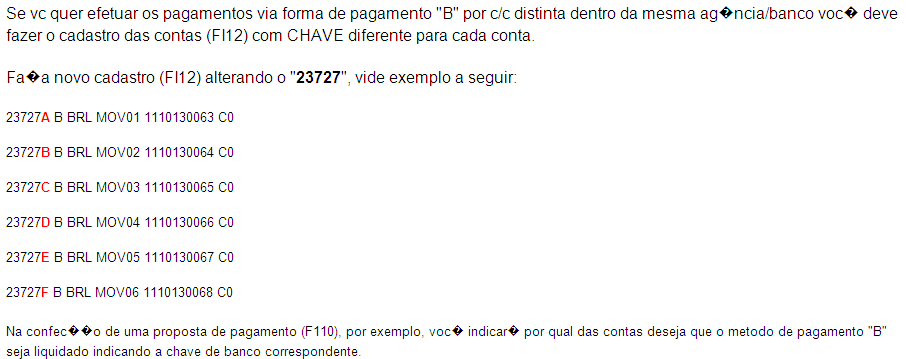 Se vc quer efetuar os pagamentos via forma de pagamento "B" por c/c distinta dentro da mesma ag�ncia/banco voc� deve
fazer o cadastro das contas (FI12) com CHAVE diferente para cada conta.
Fa�a novo cadastro (FI12) alterando o "23727", vide exemplo a seguir:
23727A B BRL MOV01 1110130063 C0
23727B B BRL MOV02 1110130064 C0
23727C B BRL MOV03 1110130065 C0
23727D B BRL MOV04 1110130066 C0
23727E B BRL MOV05 1110130067 C0
23727F B BRL MOV06 1110130068 C0
Na confec��o de uma proposta de pagamento (F110), por exemplo, voc� indicar� por qual das contas deseja que o metodo de pagamento "B"
seja liquidado indicando a chave de banco correspondente.